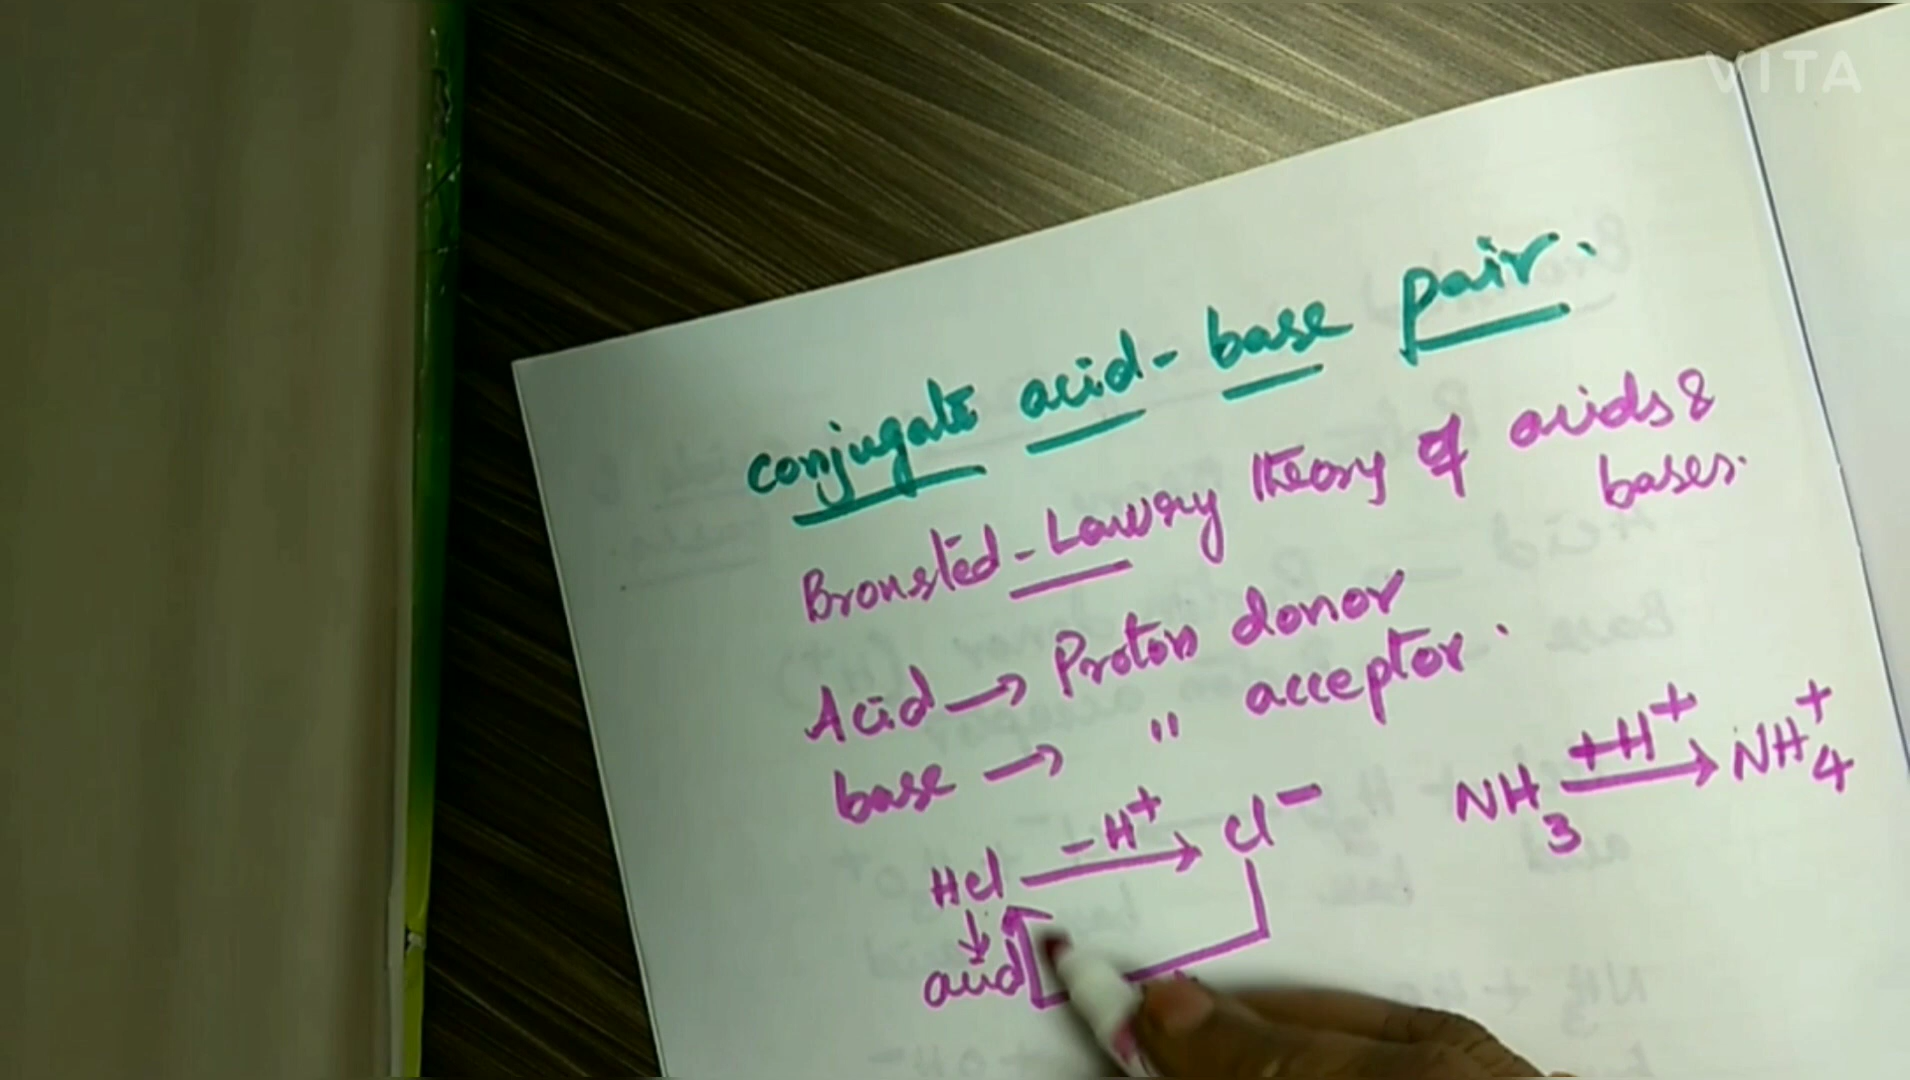 VITA
conjugate acid-base pair.
Bronsted-Lowry theory of acids &
bases.
Acid → Proton donor
base → " acceptor.
HCl -H⁺→ Cl⁻
NH₃ +H⁺→ NH₄⁺
↓
acid